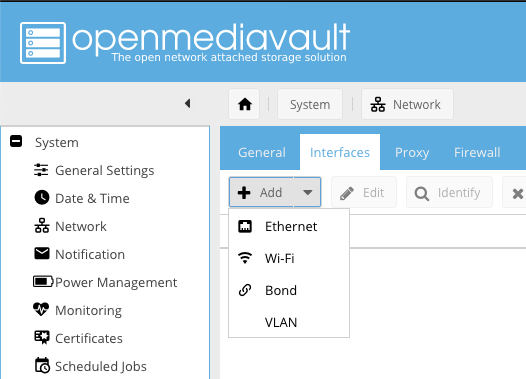 openmediavault
The open network attached storage solution
System
Network
System
General Settings
Date & Time
Network
Notification
Power Management
Monitoring
Certificates
Scheduled Jobs
General
Interfaces
Proxy
Firewall
Add
Edit
Identify
Ethernet
Wi-Fi
Bond
VLAN